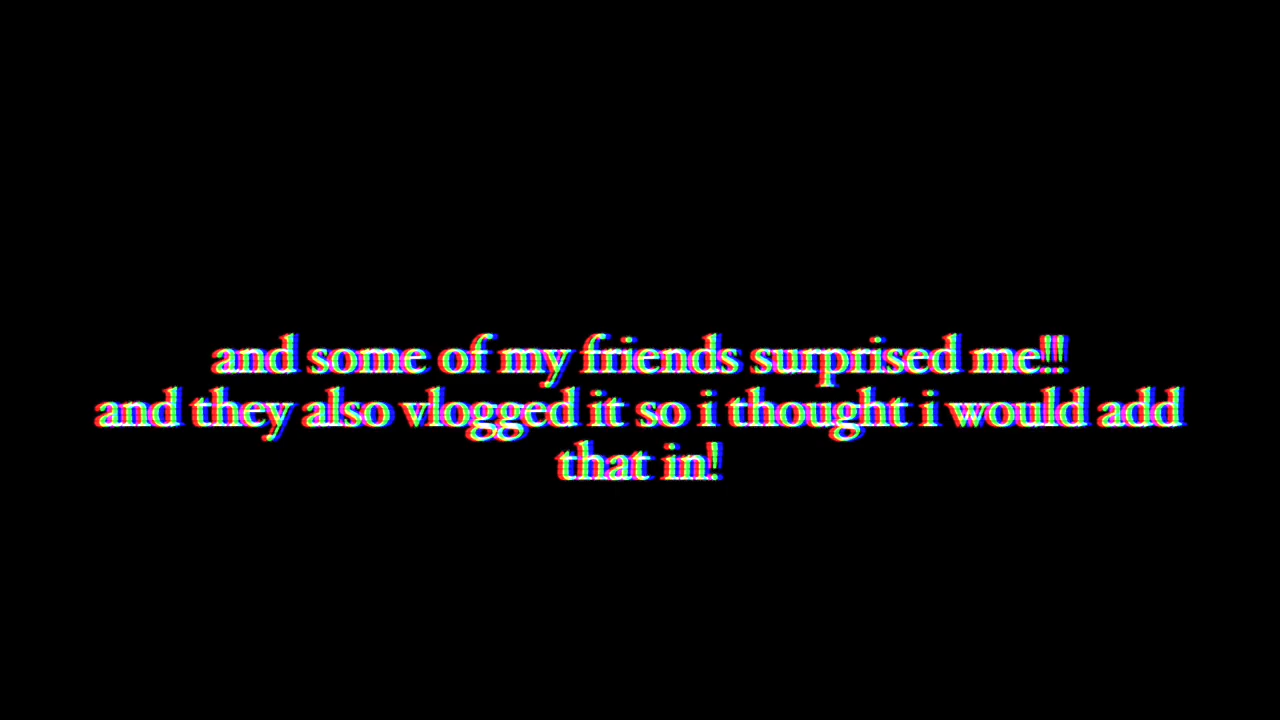 and some of my friends surprised me!!!
and they also vlogged it so i thought i would add
that in!